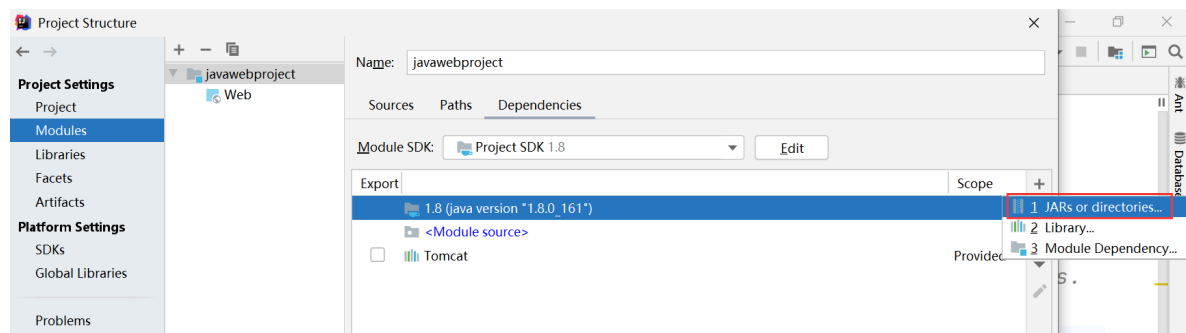 Project Structure
Project Settings
Project
Modules
Libraries
Facets
Artifacts
Platform Settings
SDKs
Global Libraries
Problems
javawebproject
Web
Name: javawebproject
Sources Paths Dependencies
Module SDK: Project SDK 1.8 Edit
Export Scope
1.8 (java version "1.8.0_161")
<Module source>
Tomcat Provided
1 JARs or directories...
2 Library...
3 Module Dependency...
s.
Ant
Database